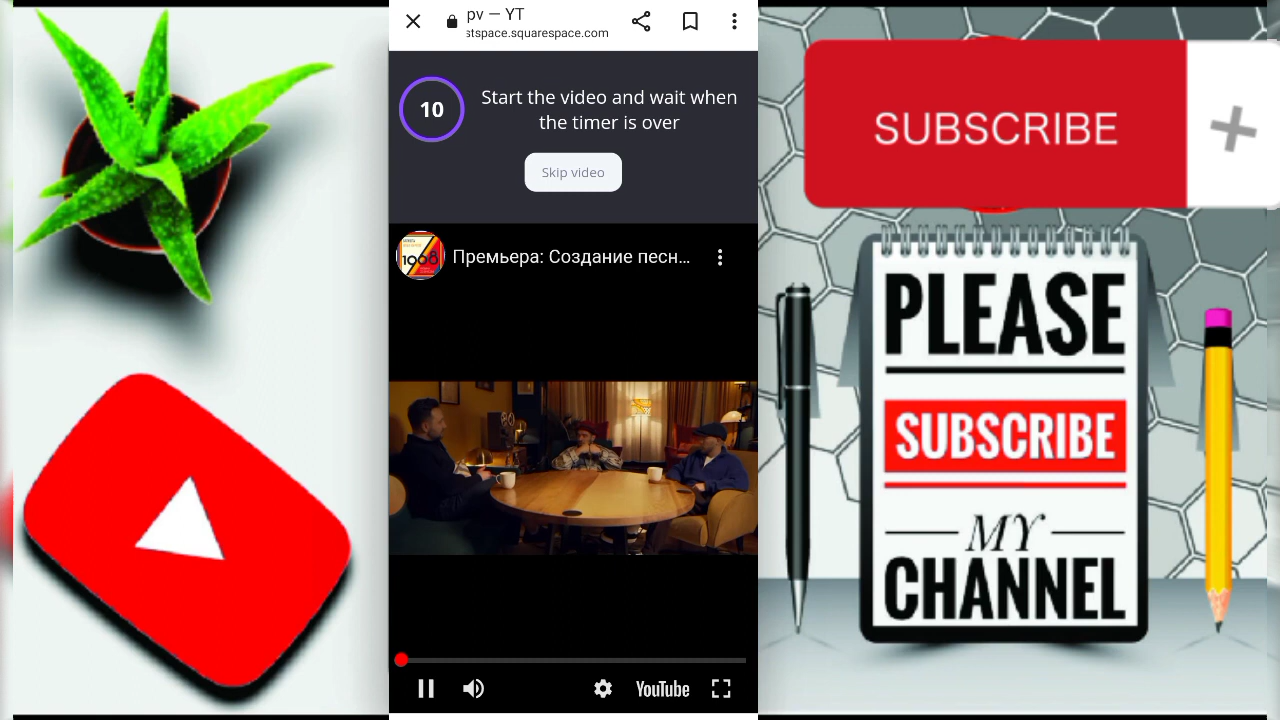 pv — YT
stspace.squarespace.com
10
Start the video and wait when
the timer is over
Skip video
1968
Премьера: Создание песн...
YouTube
SUBSCRIBE
PLEASE
SUBSCRIBE
MY
CHANNEL